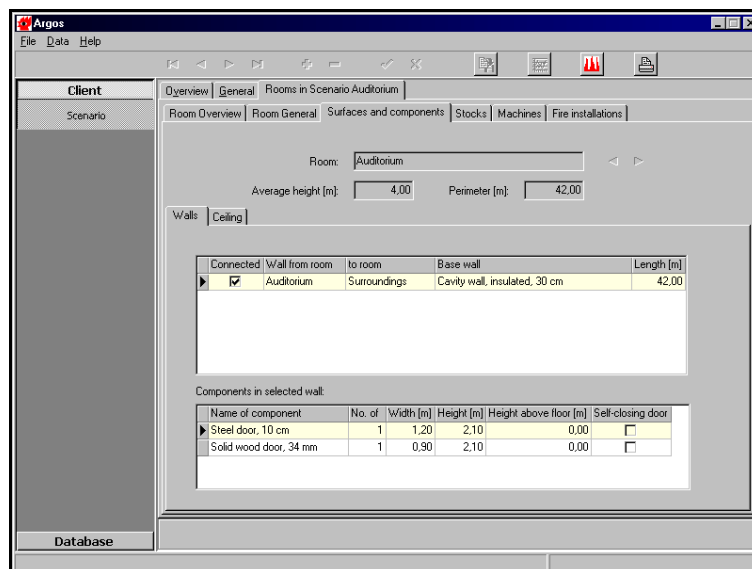 Argos
File Data Help
Client
Scenario
Database
Overview General Rooms in Scenario Auditorium
Room Overview Room General Surfaces and components Stocks Machines Fire installations
Room: Auditorium
Average height [m]: 4,00 Perimeter [m]: 42,00
Walls Ceiling
Connected Wall from room to room Base wall Length [m]
Auditorium Surroundings Cavity wall, insulated, 30 cm 42,00
Components in selected wall:
Name of component No. of Width [m] Height [m] Height above floor [m] Self-closing door
Steel door, 10 cm 1 1,20 2,10 0,00
Solid wood door, 34 mm 1 0,90 2,10 0,00